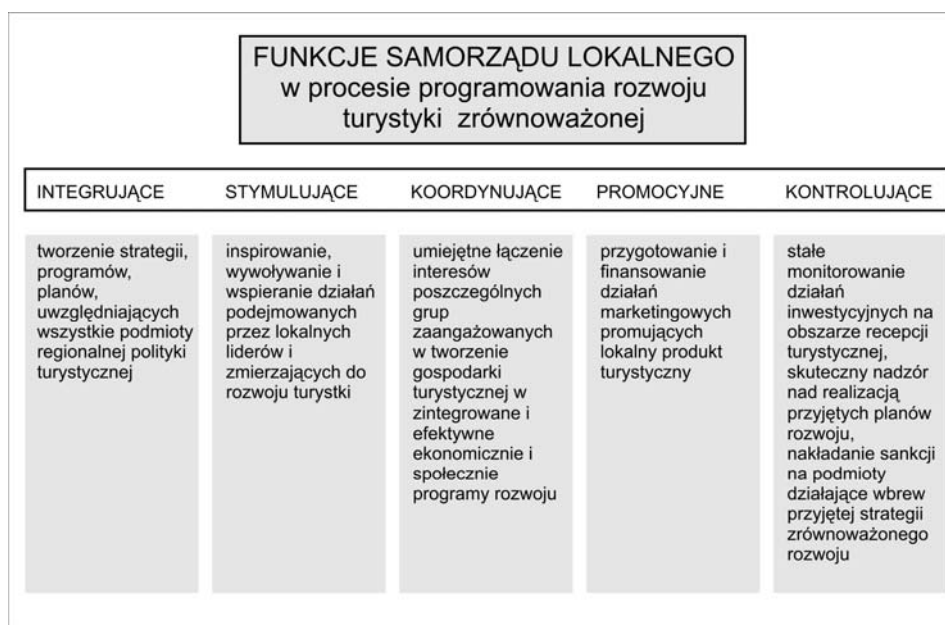 FUNKCJE SAMORZĄDU LOKALNEGO
w procesie programowania rozwoju
turystyki zrównoważonej
INTEGRUJĄCE
STYMULUJĄCE
KOORDYNUJĄCE
PROMOCYJNE
KONTROLUJĄCE
tworzenie strategii,
programów,
planów,
uwzględniających
wszystkie podmioty
regionalnej polityki
turystycznej
inspirowanie,
wywoływanie i
wspieranie działań
podejmowanych
przez lokalnych
liderów i
zmierzających do
rozwoju turystki
umiejętne łączenie
interesów
poszczególnych
grup
zaangażowanych
w tworzenie
gospodarki
turystycznej w
zintegrowane i
efektywne
ekonomicznie i
społecznie
programy rozwoju
przygotowanie i
finansowanie
działań
marketingowych
promujących
lokalny produkt
turystyczny
stałe
monitorowanie
działań
inwestycyjnych na
obszarze recepcji
turystycznej,
skuteczny nadzór
nad realizacją
przyjętych planów
rozwoju,
nakładanie sankcji
na podmioty
działające wbrew
przyjętej strategii
zrównoważonego
rozwoju